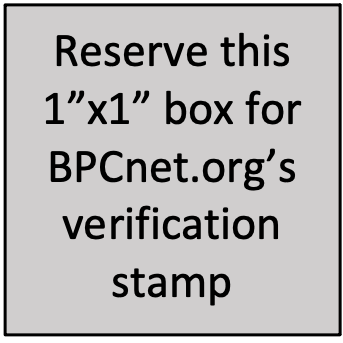 Reserve this
1”x1” box for
BPCnet.org’s
verification
stamp